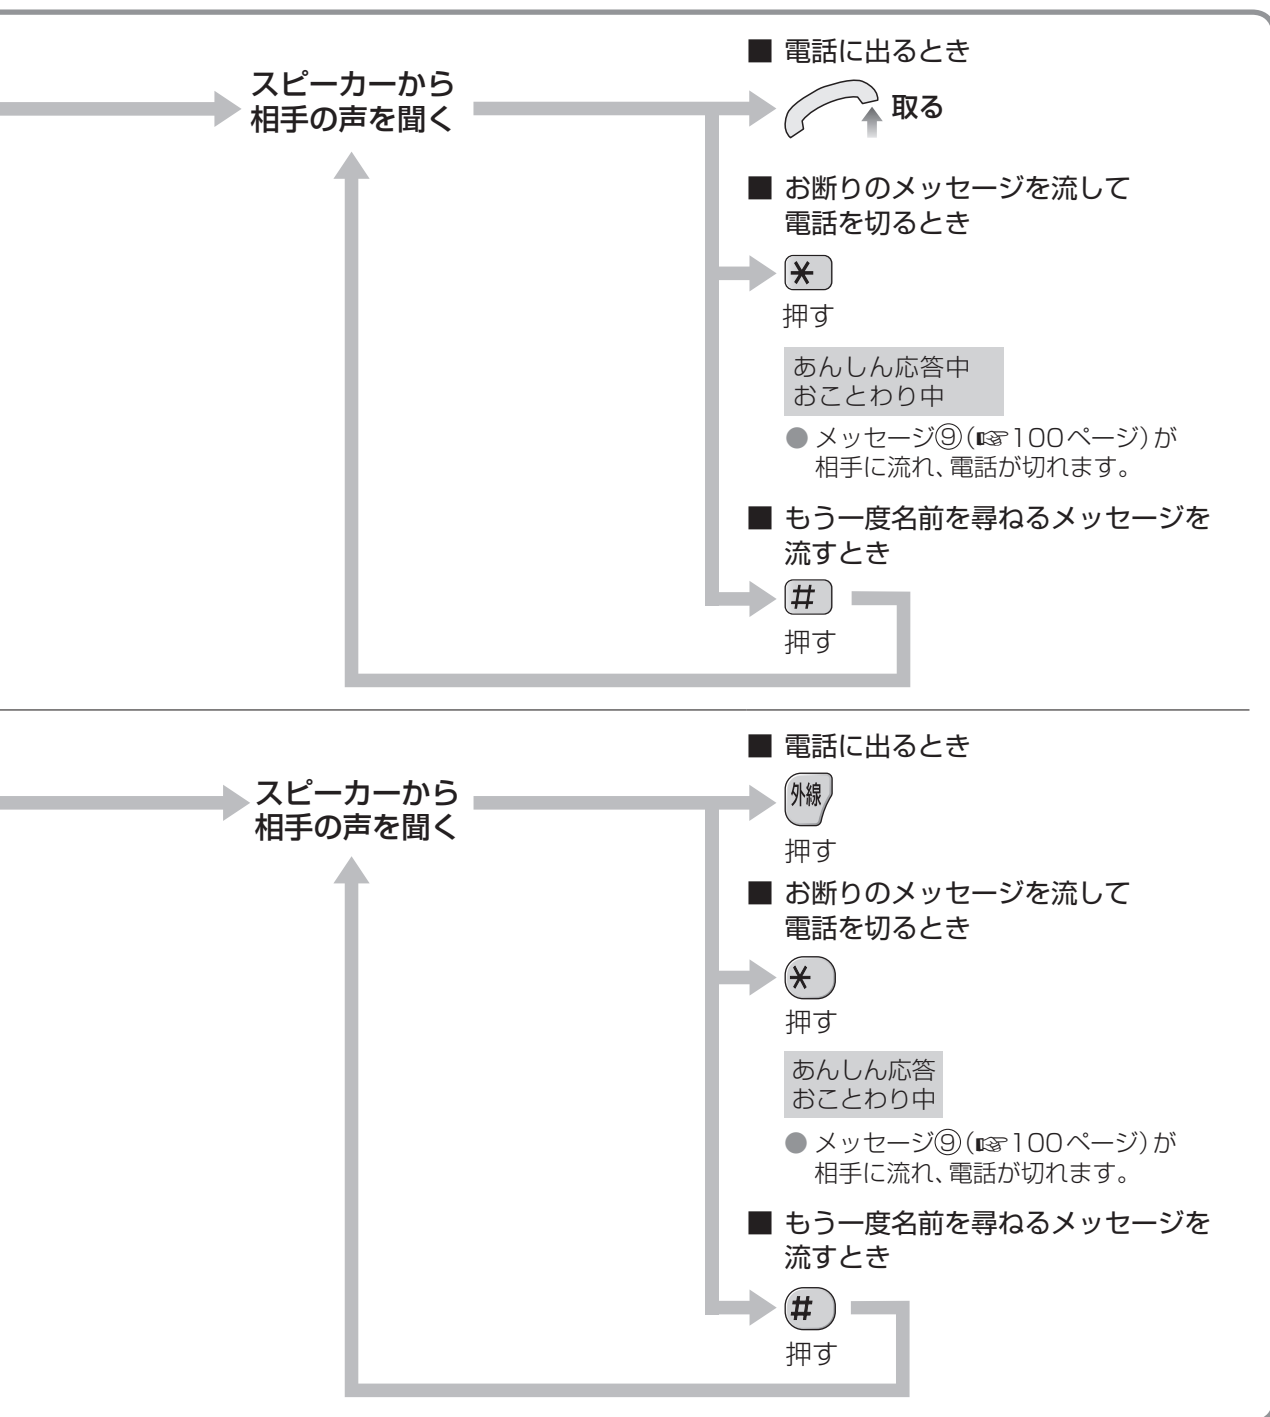 ■ 電話に出るとき
スピーカーから
相手の声を聞く
取る
■ お断りのメッセージを流して
電話を切るとき
＊
押す
あんしん応答中
おことわり中
● メッセージ⑨(☞100ページ)が
相手に流れ、電話が切れます。
■ もう一度名前を尋ねるメッセージを
流すとき
＃
押す
■ 電話に出るとき
スピーカーから
相手の声を聞く
外線
押す
■ お断りのメッセージを流して
電話を切るとき
＊
押す
あんしん応答
おことわり中
● メッセージ⑨(☞100ページ)が
相手に流れ、電話が切れます。
■ もう一度名前を尋ねるメッセージを
流すとき
＃
押す